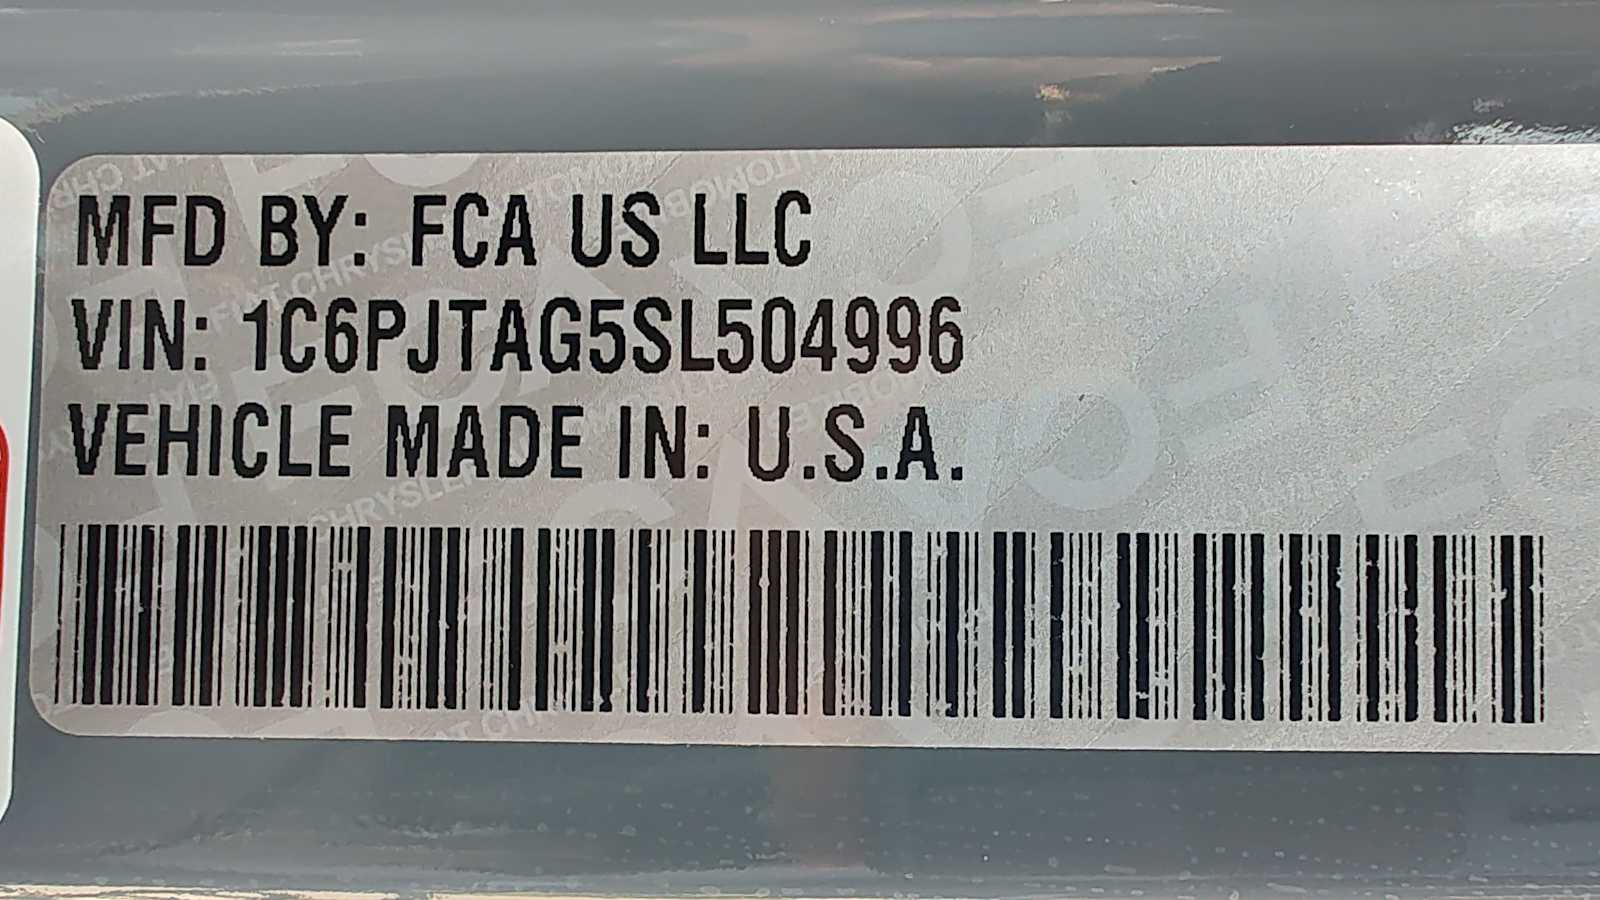 MFD BY: FCA US LLC
VIN: 1C6PJTAG5SL504996
VEHICLE MADE IN: U.S.A.